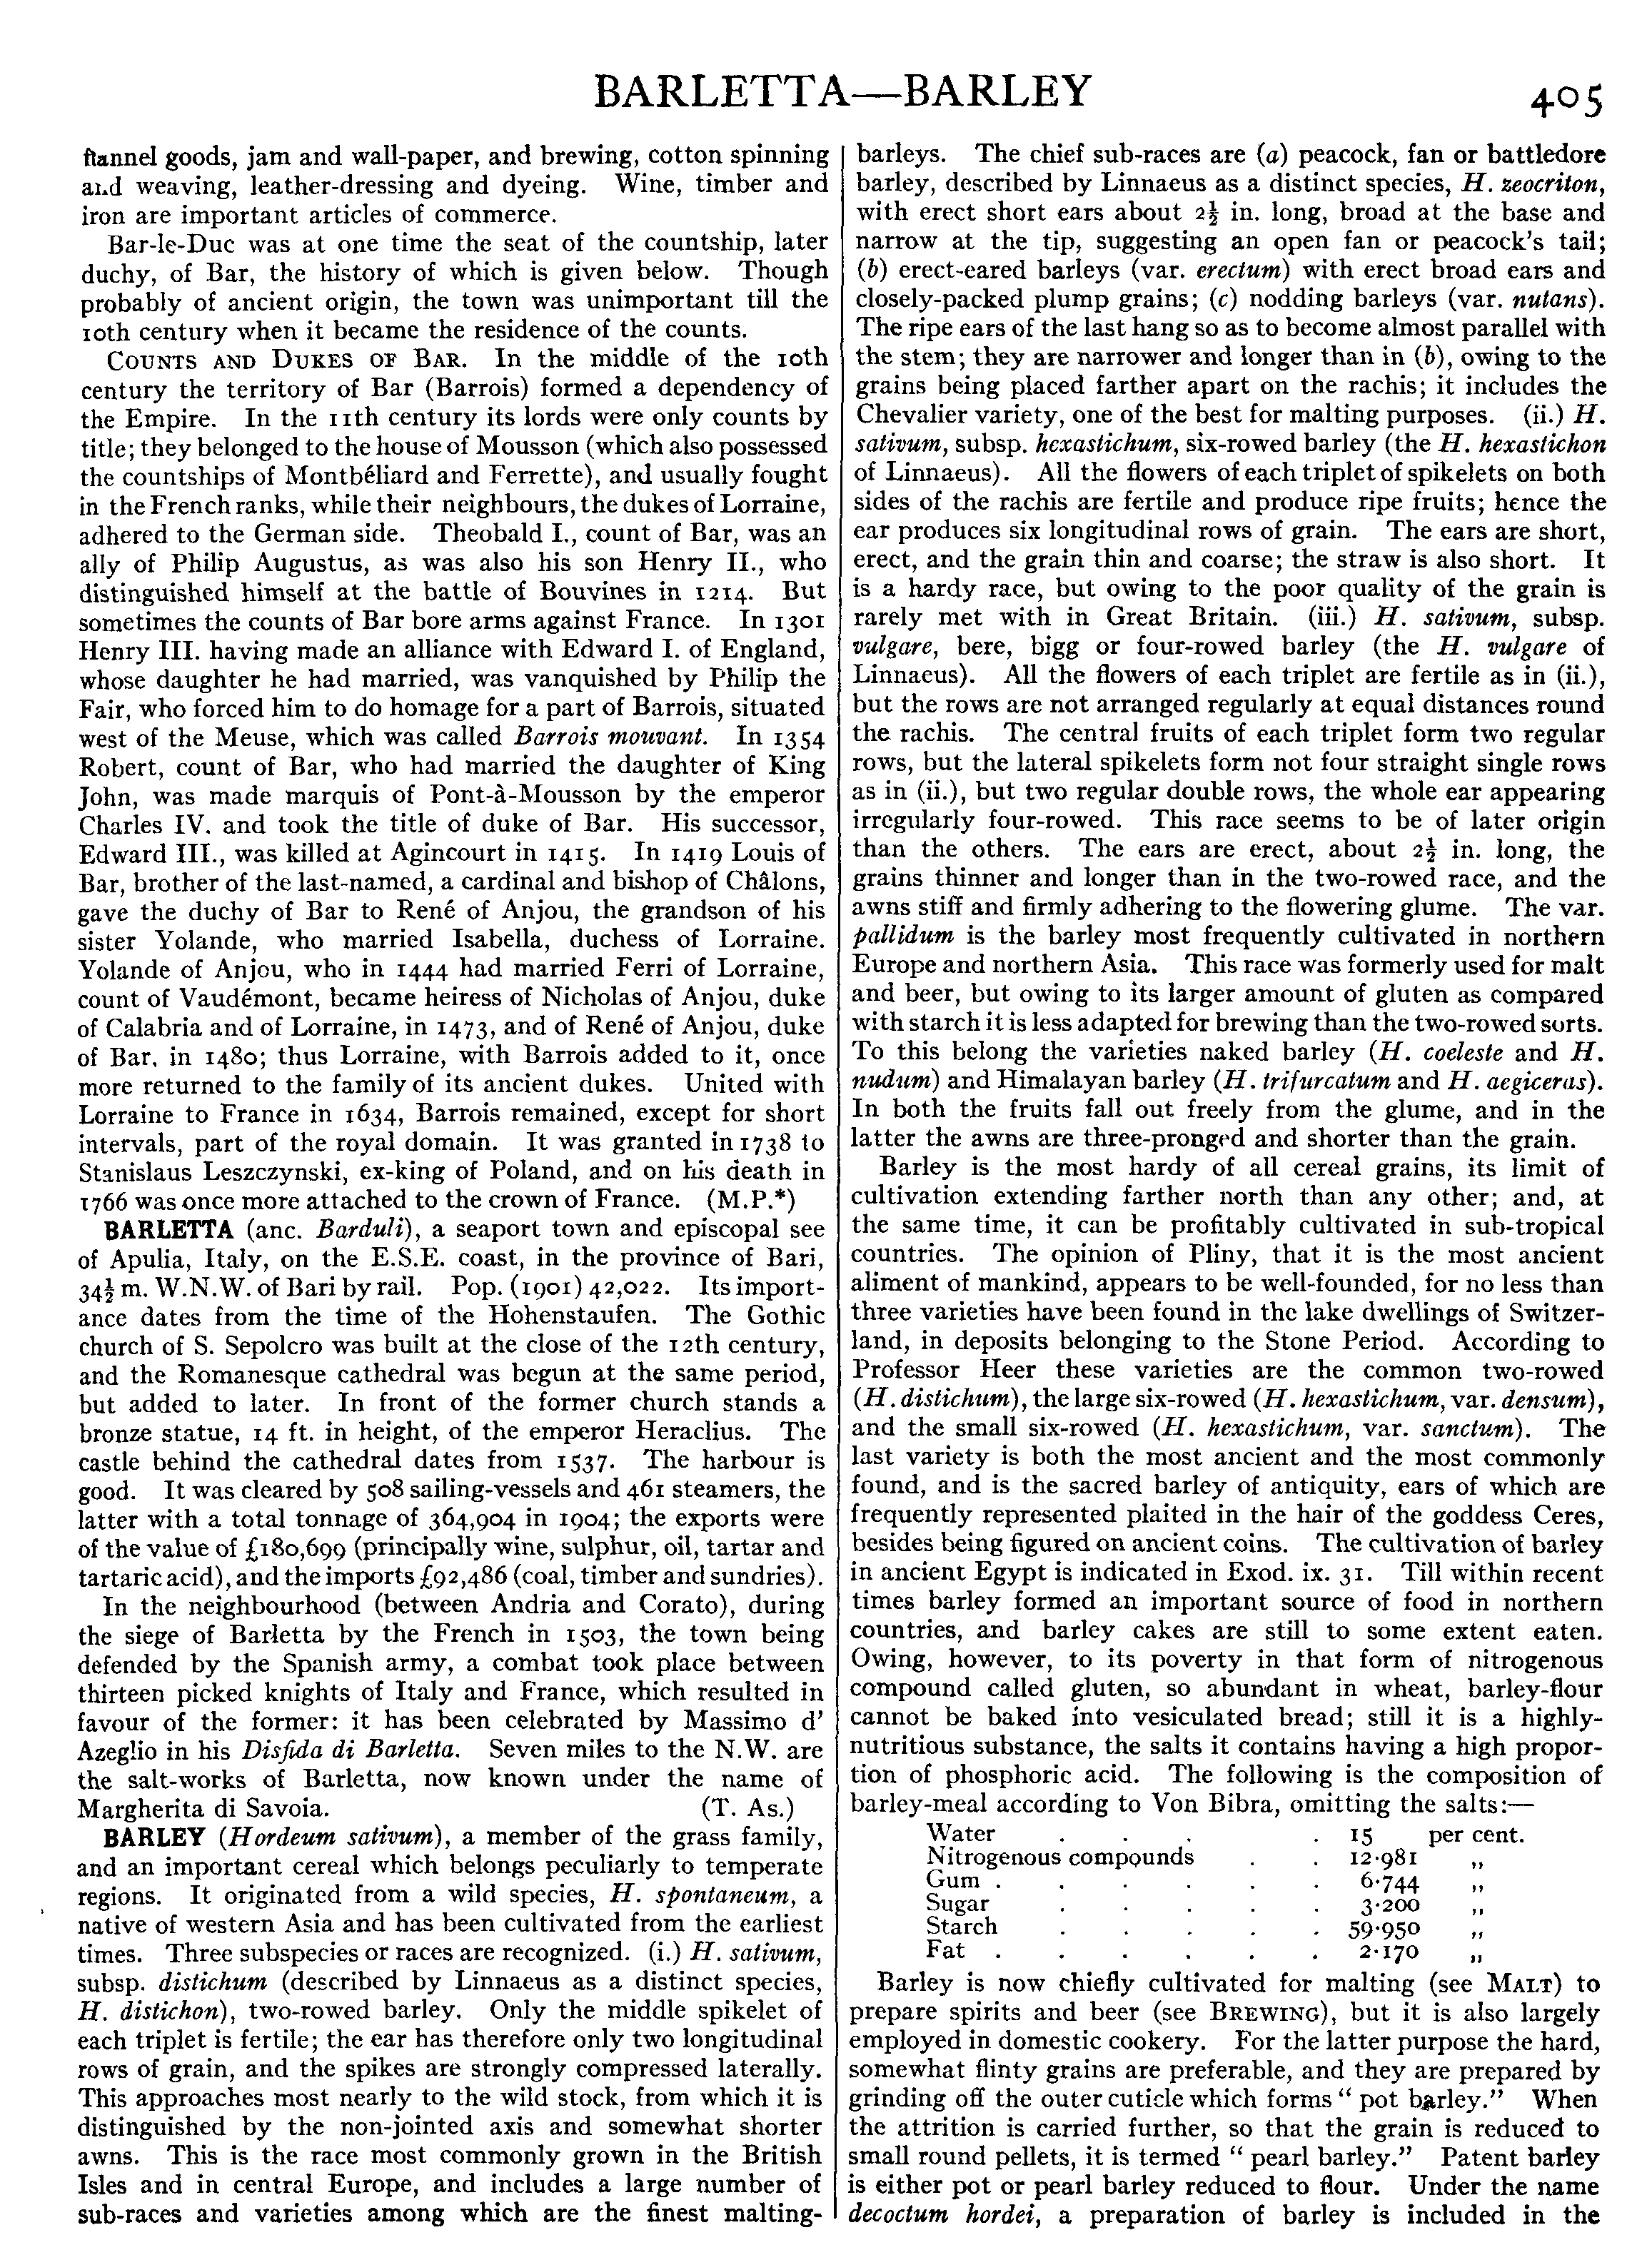 BARLETTA—BARLEY
405
flannel goods, jam and wall-paper, and brewing, cotton spinning
and weaving, leather-dressing and dyeing. Wine, timber and
iron are important articles of commerce.
Bar-le-Duc was at one time the seat of the countship, later
duchy, of Bar, the history of which is given below. Though
probably of ancient origin, the town was unimportant till the
10th century when it became the residence of the counts.
COUNTS AND DUKES OF BAR. In the middle of the 10th
century the territory of Bar (Barrois) formed a dependency of
the Empire. In the 11th century its lords were only counts by
title; they belonged to the house of Mousson (which also possessed
the countships of Montbéliard and Ferrette), and usually fought
in the French ranks, while their neighbours, the dukes of Lorraine,
adhered to the German side. Theobald I., count of Bar, was an
ally of Philip Augustus, as was also his son Henry II., who
distinguished himself at the battle of Bouvines in 1214. But
sometimes the counts of Bar bore arms against France. In 1301
Henry III. having made an alliance with Edward I. of England,
whose daughter he had married, was vanquished by Philip the
Fair, who forced him to do homage for a part of Barrois, situated
west of the Meuse, which was called Barrois mouvant. In 1354
Robert, count of Bar, who had married the daughter of King
John, was made marquis of Pont-à-Mousson by the emperor
Charles IV. and took the title of duke of Bar. His successor,
Edward III., was killed at Agincourt in 1415. In 1419 Louis of
Bar, brother of the last-named, a cardinal and bishop of Châlons,
gave the duchy of Bar to René of Anjou, the grandson of his
sister Yolande, who married Isabella, duchess of Lorraine.
Yolande of Anjou, who in 1444 had married Ferri of Lorraine,
count of Vaudémont, became heiress of Nicholas of Anjou, duke
of Calabria and of Lorraine, in 1473, and of René of Anjou, duke
of Bar, in 1480; thus Lorraine, with Barrois added to it, once
more returned to the family of its ancient dukes. United with
Lorraine to France in 1634, Barrois remained, except for short
intervals, part of the royal domain. It was granted in 1738 to
Stanislaus Leszczynski, ex-king of Poland, and on his death in
1766 was once more attached to the crown of France. (M.P.*)
BARLETTA (anc. Barduli), a seaport town and episcopal see
of Apulia, Italy, on the E.S.E. coast, in the province of Bari,
34½ m. W.N.W. of Bari by rail. Pop. (1901) 42,022. Its import-
ance dates from the time of the Hohenstaufen. The Gothic
church of S. Sepolcro was built at the close of the 12th century,
and the Romanesque cathedral was begun at the same period,
but added to later. In front of the former church stands a
bronze statue, 14 ft. in height, of the emperor Heraclius. The
castle behind the cathedral dates from 1537. The harbour is
good. It was cleared by 508 sailing-vessels and 461 steamers, the
latter with a total tonnage of 364,904 in 1904; the exports were
of the value of £180,699 (principally wine, sulphur, oil, tartar and
tartaric acid), and the imports £92,486 (coal, timber and sundries).
In the neighbourhood (between Andria and Corato), during
the siege of Barletta by the French in 1503, the town being
defended by the Spanish army, a combat took place between
thirteen picked knights of Italy and France, which resulted in
favour of the former: it has been celebrated by Massimo d'
Azeglio in his Disfida di Barletta. Seven miles to the N.W. are
the salt-works of Barletta, now known under the name of
Margherita di Savoia. (T. As.)
BARLEY (Hordeum sativum), a member of the grass family,
and an important cereal which belongs peculiarly to temperate
regions. It originated from a wild species, H. spontaneum, a
native of western Asia and has been cultivated from the earliest
times. Three subspecies or races are recognized. (i.) H. sativum,
subsp. distichum (described by Linnaeus as a distinct species,
H. distichon), two-rowed barley. Only the middle spikelet of
each triplet is fertile; the ear has therefore only two longitudinal
rows of grain, and the spikes are strongly compressed laterally.
This approaches most nearly to the wild stock, from which it is
distinguished by the non-jointed axis and somewhat shorter
awns. This is the race most commonly grown in the British
Isles and in central Europe, and includes a large number of
sub-races and varieties among which are the finest malting-
barleys. The chief sub-races are (a) peacock, fan or battledore
barley, described by Linnaeus as a distinct species, H. zeocriton,
with erect short ears about 2½ in. long, broad at the base and
narrow at the tip, suggesting an open fan or peacock's tail;
(b) erect-eared barleys (var. erectum) with erect broad ears and
closely-packed plump grains; (c) nodding barleys (var. nutans).
The ripe ears of the last hang so as to become almost parallel with
the stem; they are narrower and longer than in (b), owing to the
grains being placed farther apart on the rachis; it includes the
Chevalier variety, one of the best for malting purposes. (ii.) H.
sativum, subsp. hexastichum, six-rowed barley (the H. hexastichon
of Linnaeus). All the flowers of each triplet of spikelets on both
sides of the rachis are fertile and produce ripe fruits; hence the
ear produces six longitudinal rows of grain. The ears are short,
erect, and the grain thin and coarse; the straw is also short. It
is a hardy race, but owing to the poor quality of the grain is
rarely met with in Great Britain. (iii.) H. sativum, subsp.
vulgare, bere, bigg or four-rowed barley (the H. vulgare of
Linnaeus). All the flowers of each triplet are fertile as in (ii.),
but the rows are not arranged regularly at equal distances round
the rachis. The central fruits of each triplet form two regular
rows, but the lateral spikelets form not four straight single rows
as in (ii.), but two regular double rows, the whole ear appearing
irregularly four-rowed. This race seems to be of later origin
than the others. The ears are erect, about 2½ in. long, the
grains thinner and longer than in the two-rowed race, and the
awns stiff and firmly adhering to the flowering glume. The var.
pallidum is the barley most frequently cultivated in northern
Europe and northern Asia. This race was formerly used for malt
and beer, but owing to its larger amount of gluten as compared
with starch it is less adapted for brewing than the two-rowed sorts.
To this belong the varieties naked barley (H. coeleste and H.
nudum) and Himalayan barley (H. trifurcatum and H. aegiceras).
In both the fruits fall out freely from the glume, and in the
latter the awns are three-pronged and shorter than the grain.
Barley is the most hardy of all cereal grains, its limit of
cultivation extending farther north than any other; and, at
the same time, it can be profitably cultivated in sub-tropical
countries. The opinion of Pliny, that it is the most ancient
aliment of mankind, appears to be well-founded, for no less than
three varieties have been found in the lake dwellings of Switzer-
land, in deposits belonging to the Stone Period. According to
Professor Heer these varieties are the common two-rowed
(H. distichum), the large six-rowed (H. hexastichum, var. densum),
and the small six-rowed (H. hexastichum, var. sanctum). The
last variety is both the most ancient and the most commonly
found, and is the sacred barley of antiquity, ears of which are
frequently represented plaited in the hair of the goddess Ceres,
besides being figured on ancient coins. The cultivation of barley
in ancient Egypt is indicated in Exod. ix. 31. Till within recent
times barley formed an important source of food in northern
countries, and barley cakes are still to some extent eaten.
Owing, however, to its poverty in that form of nitrogenous
compound called gluten, so abundant in wheat, barley-flour
cannot be baked into vesiculated bread; still it is a highly-
nutritious substance, the salts it contains having a high propor-
tion of phosphoric acid. The following is the composition of
barley-meal according to Von Bibra, omitting the salts:—
Water . . . . 15 per cent.
Nitrogenous compounds . . 12·981 „
Gum . . . . . . 6·744 „
Sugar . . . . . 3·200 „
Starch . . . . . 59·950 „
Fat . . . . . . 2·170 „
Barley is now chiefly cultivated for malting (see MALT) to
prepare spirits and beer (see BREWING), but it is also largely
employed in domestic cookery. For the latter purpose the hard,
somewhat flinty grains are preferable, and they are prepared by
grinding off the outer cuticle which forms “ pot barley.” When
the attrition is carried further, so that the grain is reduced to
small round pellets, it is termed “ pearl barley.” Patent barley
is either pot or pearl barley reduced to flour. Under the name
decoctum hordei, a preparation of barley is included in the